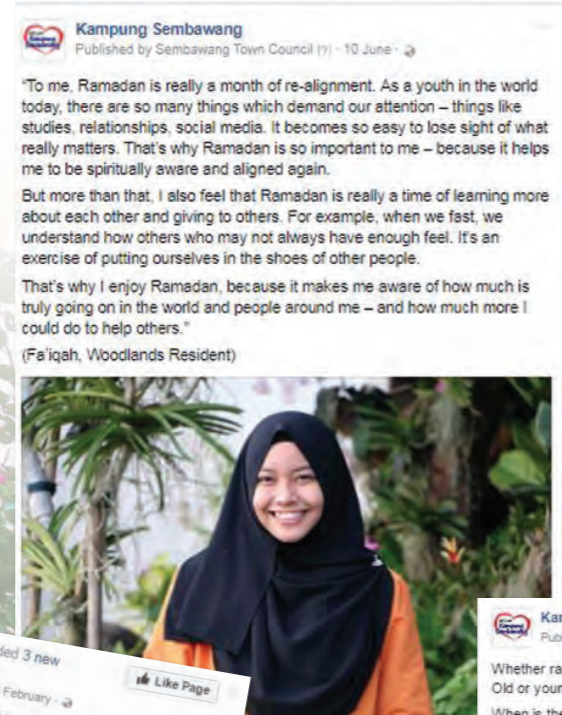 Kampung Sembawang
Published by Sembawang Town Council [?] - 10 June -
"To me, Ramadan is really a month of re-alignment. As a youth in the world
today, there are so many things which demand our attention – things like
studies, relationships, social media. It becomes so easy to lose sight of what
really matters. That's why Ramadan is so important to me – because it helps
me to be spiritually aware and aligned again.
But more than that, I also feel that Ramadan is really a time of learning more
about each other and giving to others. For example, when we fast, we
understand how others who may not always have enough feel. It's an
exercise of putting ourselves in the shoes of other people.
That's why I enjoy Ramadan, because it makes me aware of how much is
truly going on in the world and people around me – and how much more I
could do to help others."
(Fa'iqah, Woodlands Resident)
3 new
Like Page
February ·
Whether
Old or
When is the